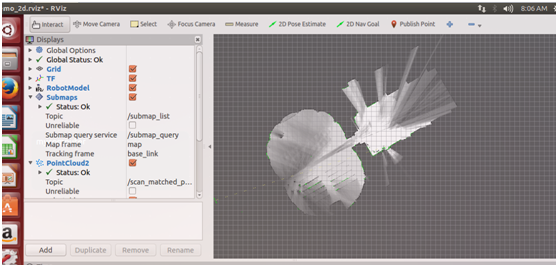 mo_2d.rviz* - RViz
8:06 AM
Interact Move Camera Select Focus Camera Measure 2D Pose Estimate 2D Nav Goal Publish Point
Displays
Global Options
Global Status: Ok
Grid
TF
RobotModel
Submaps
Status: Ok
Topic /submap_list
Unreliable
Submap query service /submap_query
Map frame map
Tracking frame base_link
PointCloud2
Status: Ok
Topic /scan_matched_p...
Unreliable
Add Duplicate Remove Rename